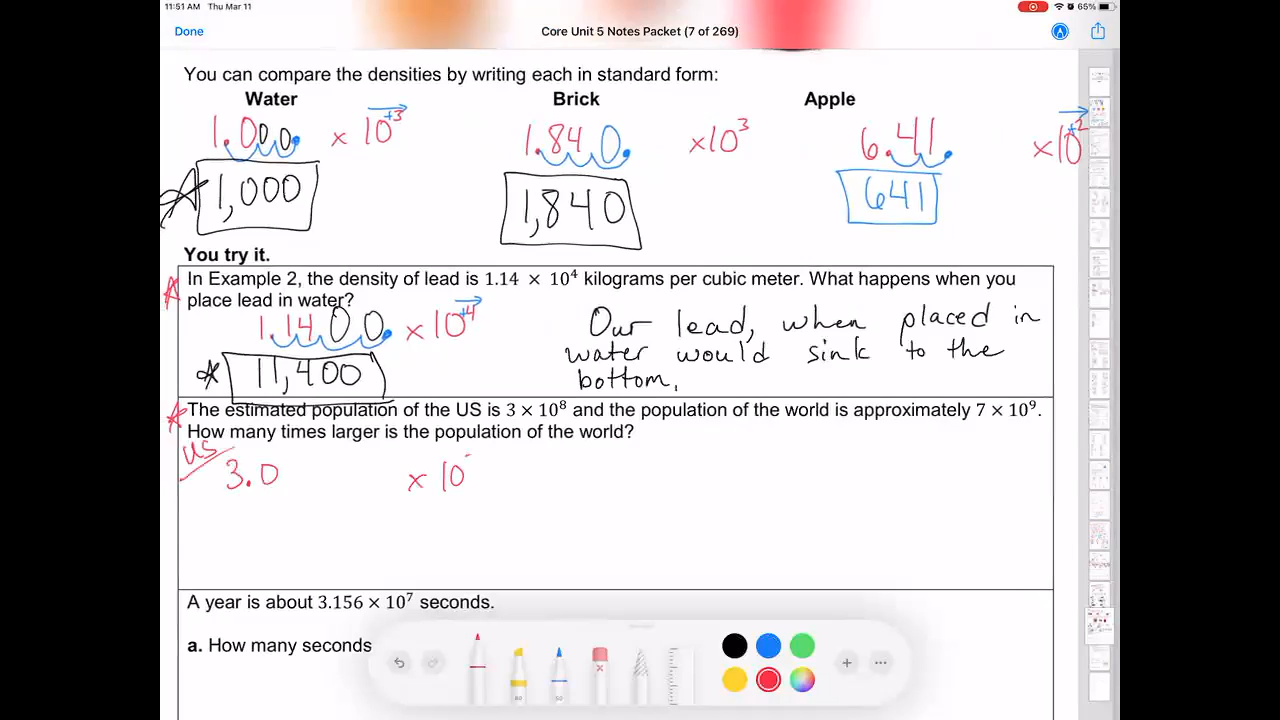 11:51 AM Thu Mar 11
65%
Done
Core Unit 5 Notes Packet (7 of 269)
You can compare the densities by writing each in standard form:
Water Brick Apple
1.000. × 10⁺³ 1.840. ×10³ 6.41. ×10⁺²
1,000 1,840 641
You try it.
In Example 2, the density of lead is 1.14 × 10⁴ kilograms per cubic meter. What happens when you
place lead in water?
1.1400. × 10⁺⁴
11,400
Our lead, when placed in
water would sink to the
bottom.
The estimated population of the US is 3 × 10⁸ and the population of the world is approximately 7 × 10⁹.
How many times larger is the population of the world?
US
3.0 × 10
A year is about 3.156 × 10⁷ seconds.
a. How many seconds
80
50